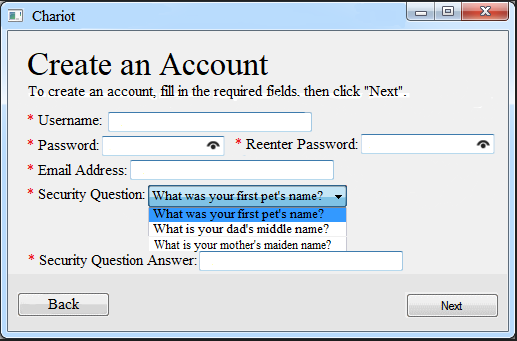 Chariot
Create an Account
To create an account, fill in the required fields. then click "Next".
* Username:
* Password: * Reenter Password:
* Email Address:
* Security Question: What was your first pet's name?
What was your first pet's name?
What is your dad's middle name?
What is your mother's maiden name?
* Security Question Answer:
Back Next